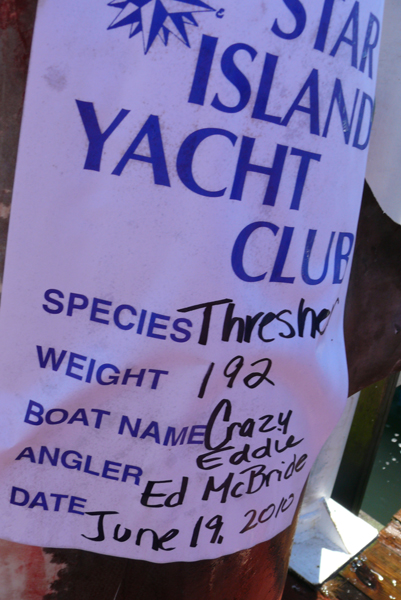 STAR
ISLAND
YACHT
CLUB
SPECIES Thresher
WEIGHT 192
BOAT NAME Crazy
Eddie
ANGLER Ed McBride
DATE June 19, 2010